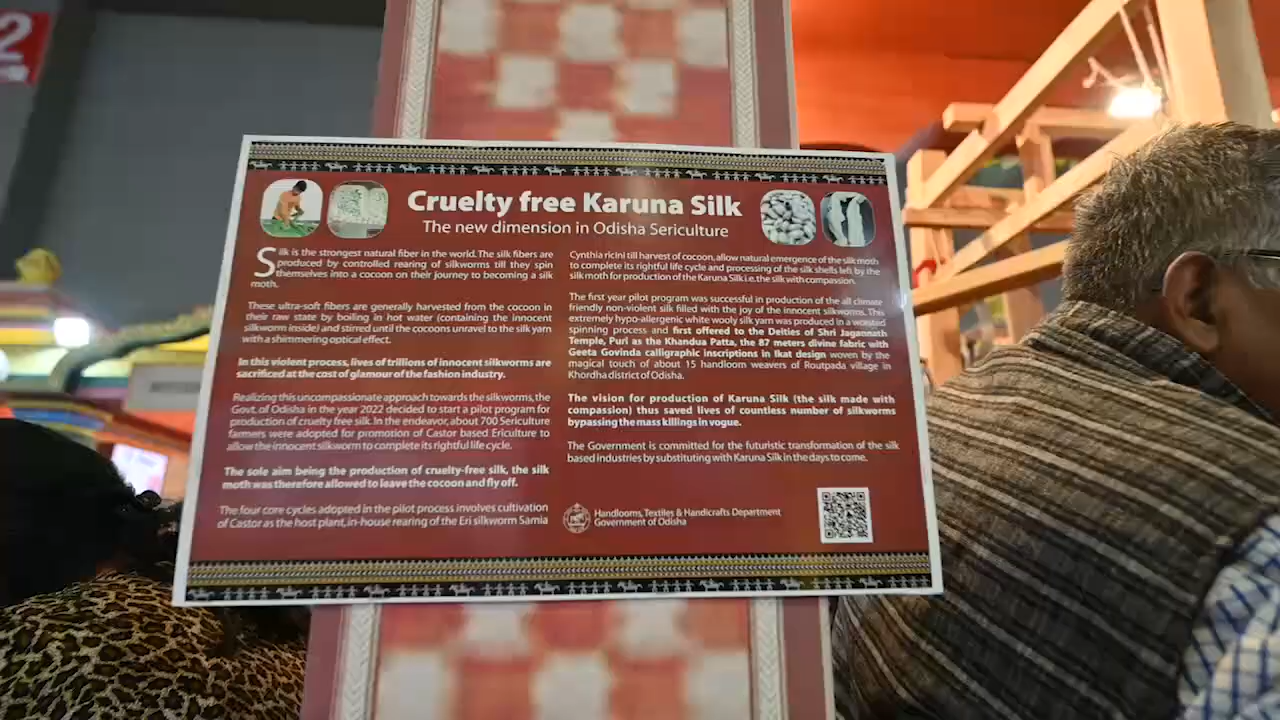 2
Cruelty free Karuna Silk
The new dimension in Odisha Sericulture
Silk is the strongest natural fiber in the world. The silk fibers are
produced by controlled rearing of silkworms till they spin
themselves into a cocoon on their journey to becoming a silk
moth.
These ultra-soft fibers are generally harvested from the cocoon in
their raw state by boiling in hot water (containing the innocent
silkworm inside) and stirred until the cocoons unravel to the silk yarn
with a shimmering optical effect.
In this violent process, lives of trillions of innocent silkworms are
sacrificed at the cost of glamour of the fashion industry.
Realizing this uncompassionate approach towards the silkworms, the
Govt. of Odisha in the year 2022 decided to start a pilot program for
production of cruelty free silk. In the endeavor, about 700 Sericulture
farmers were adopted for promotion of Castor based Ericulture to
allow the innocent silkworm to complete its rightful life cycle.
The sole aim being the production of cruelty-free silk, the silk
moth was therefore allowed to leave the cocoon and fly off.
The four core cycles adopted in the pilot process involves cultivation
of Castor as the host plant, in-house rearing of the Eri silkworm Samia
Cynthia ricini till harvest of cocoon, allow natural emergence of the silk moth
to complete its rightful life cycle and processing of the silk shells left by the
silk moth for production of the Karuna Silk i.e. the silk with compassion.
The first year pilot program was successful in production of the all climate
friendly non-violent silk filled with the joy of the innocent silkworms. This
extremely hypo-allergenic white wooly silk yarn was produced in a worsted
spinning process and first offered to the Deities of Shri Jagannath
Temple, Puri as the Khandua Patta, the 87 meters divine fabric with
Geeta Govinda calligraphic inscriptions in Ikat design woven by the
magical touch of about 15 handloom weavers of Routpada village in
Khordha district of Odisha.
The vision for production of Karuna Silk (the silk made with
compassion) thus saved lives of countless number of silkworms
bypassing the mass killings in vogue.
The Government is committed for the futuristic transformation of the silk
based industries by substituting with Karuna Silk in the days to come.
Handlooms, Textiles & Handicrafts Department
Government of Odisha